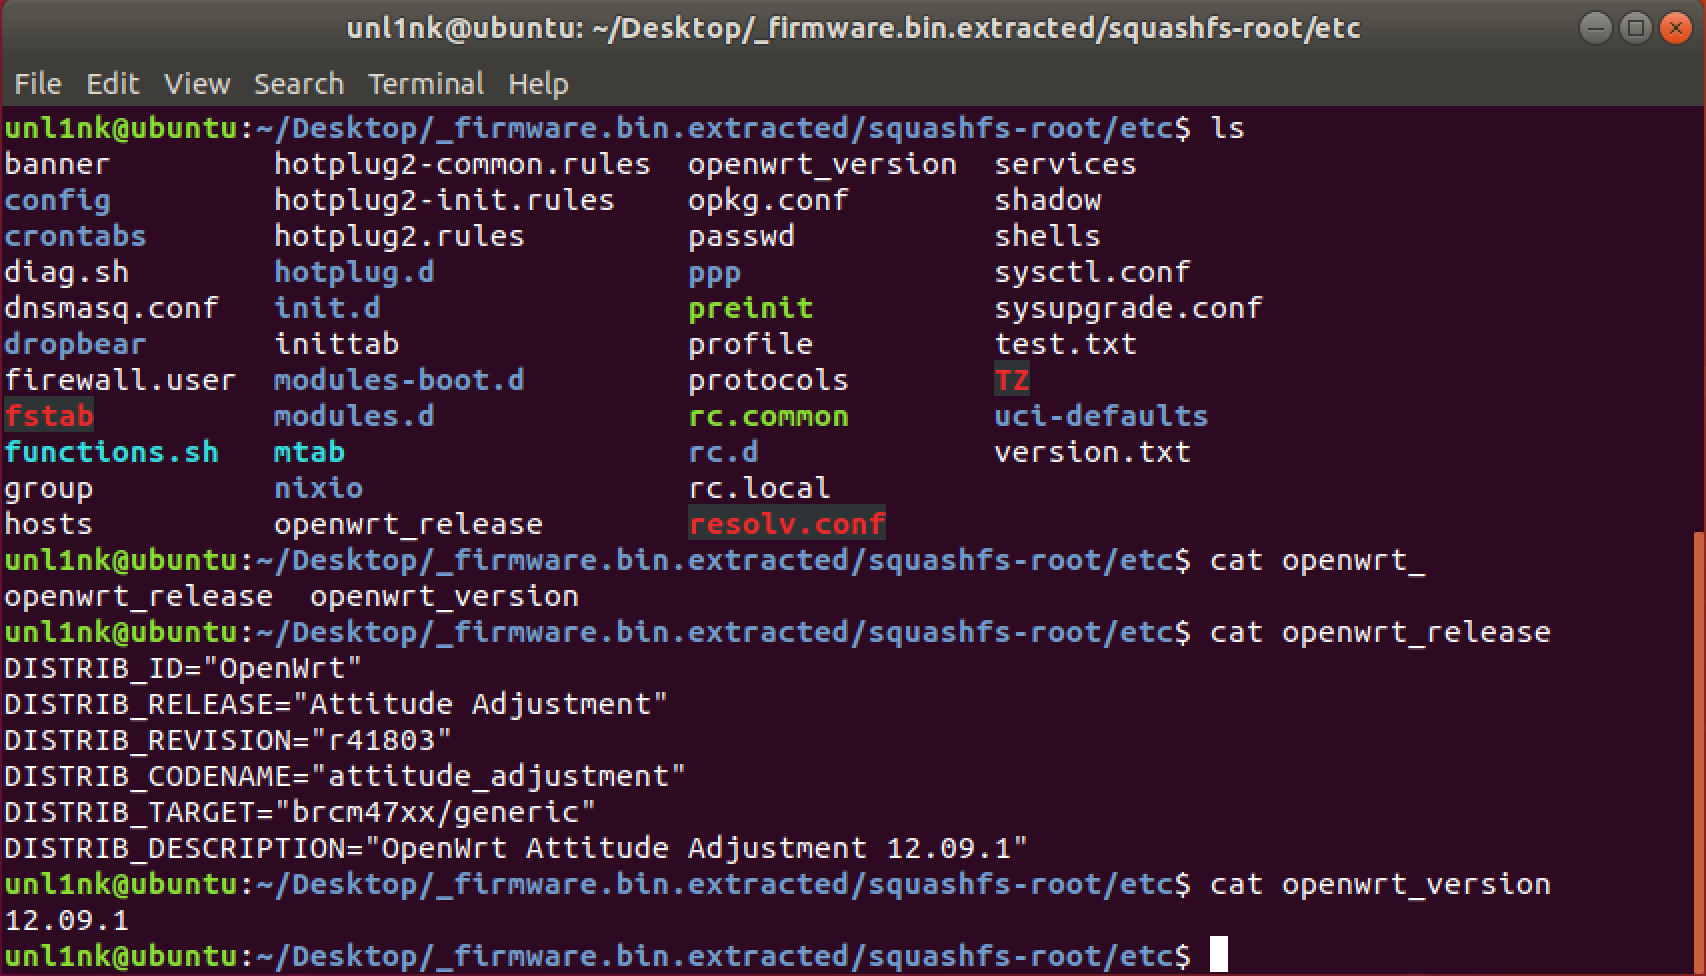 unl1nk@ubuntu: ~/Desktop/_firmware.bin.extracted/squashfs-root/etc
File Edit View Search Terminal Help
unl1nk@ubuntu:~/Desktop/_firmware.bin.extracted/squashfs-root/etc$ ls
banner hotplug2-common.rules openwrt_version services
config hotplug2-init.rules opkg.conf shadow
crontabs hotplug2.rules passwd shells
diag.sh hotplug.d ppp sysctl.conf
dnsmasq.conf init.d preinit sysupgrade.conf
dropbear inittab profile test.txt
firewall.user modules-boot.d protocols TZ
fstab modules.d rc.common uci-defaults
functions.sh mtab rc.d version.txt
group nixio rc.local
hosts openwrt_release resolv.conf
unl1nk@ubuntu:~/Desktop/_firmware.bin.extracted/squashfs-root/etc$ cat openwrt_
openwrt_release openwrt_version
unl1nk@ubuntu:~/Desktop/_firmware.bin.extracted/squashfs-root/etc$ cat openwrt_release
DISTRIB_ID="OpenWrt"
DISTRIB_RELEASE="Attitude Adjustment"
DISTRIB_REVISION="r41803"
DISTRIB_CODENAME="attitude_adjustment"
DISTRIB_TARGET="brcm47xx/generic"
DISTRIB_DESCRIPTION="OpenWrt Attitude Adjustment 12.09.1"
unl1nk@ubuntu:~/Desktop/_firmware.bin.extracted/squashfs-root/etc$ cat openwrt_version
12.09.1
unl1nk@ubuntu:~/Desktop/_firmware.bin.extracted/squashfs-root/etc$